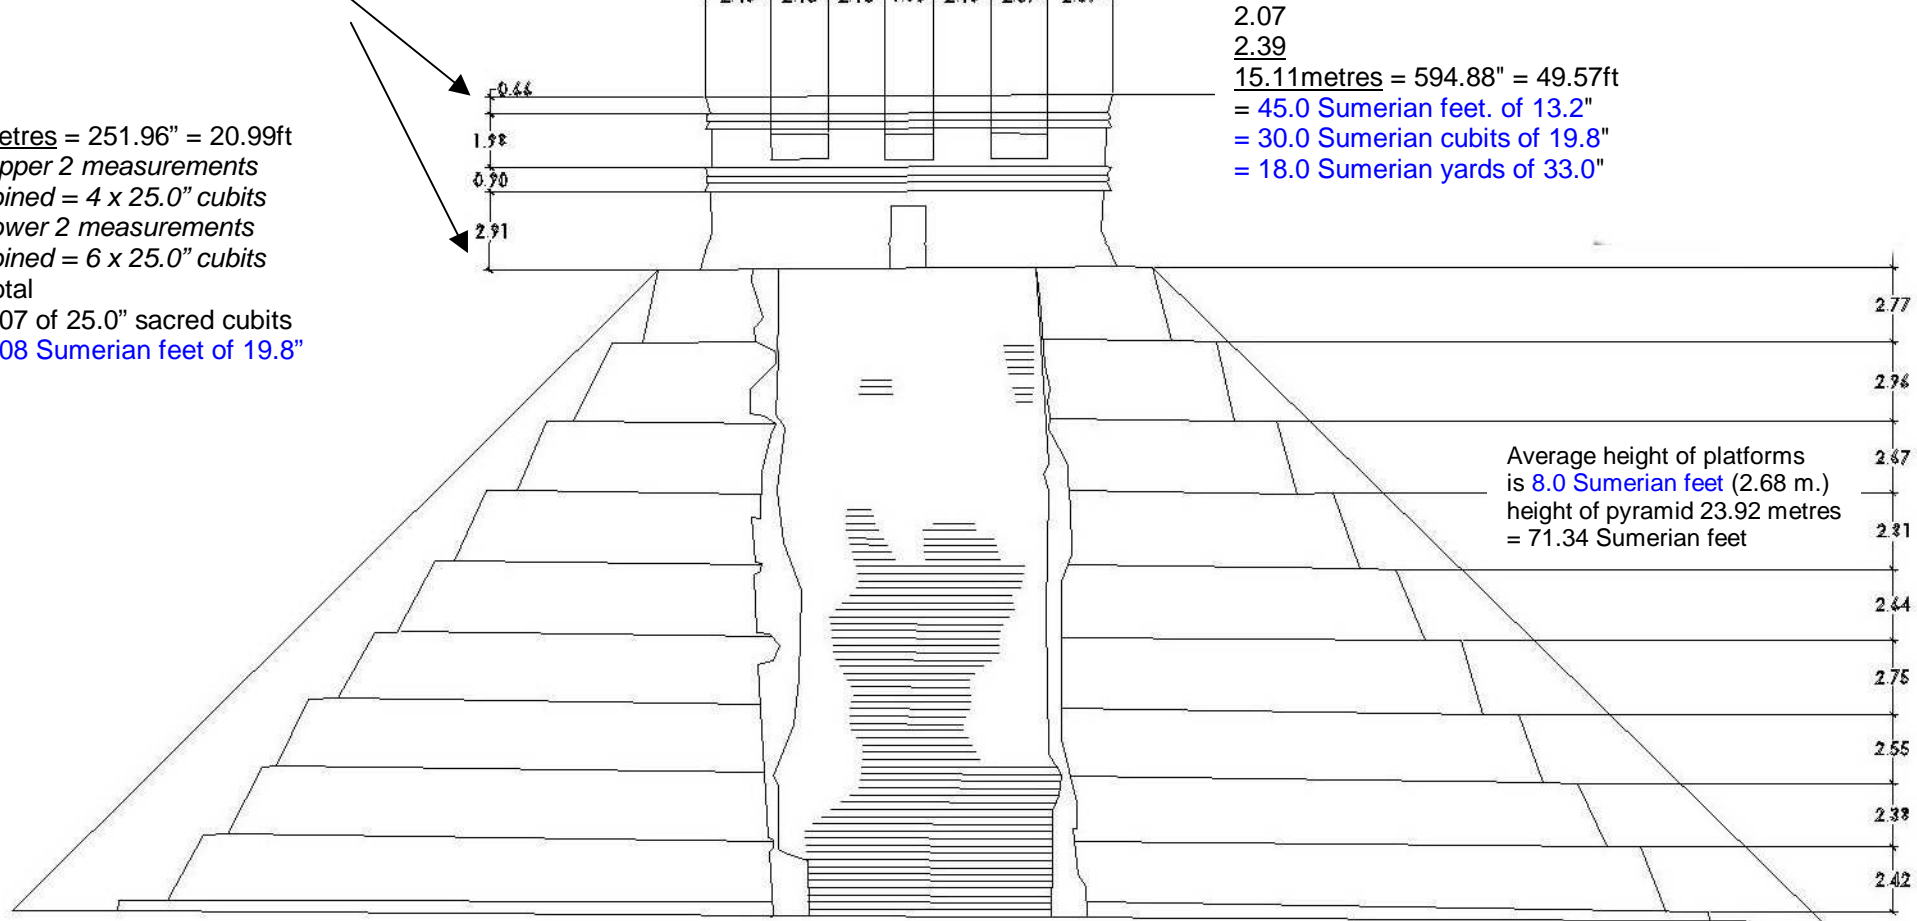 2.07
2.39
15.11metres = 594.88" = 49.57ft
= 45.0 Sumerian feet. of 13.2"
= 30.0 Sumerian cubits of 19.8"
= 18.0 Sumerian yards of 33.0"
etres = 251.96” = 20.99ft
pper 2 measurements
bined = 4 x 25.0” cubits
ower 2 measurements
bined = 6 x 25.0” cubits
otal
07 of 25.0” sacred cubits
08 Sumerian feet of 19.8”
0.66
1.98
0.90
2.91
2.77
2.96
2.67
2.81
2.64
2.75
2.55
2.38
2.42
Average height of platforms
is 8.0 Sumerian feet (2.68 m.)
height of pyramid 23.92 metres
= 71.34 Sumerian feet